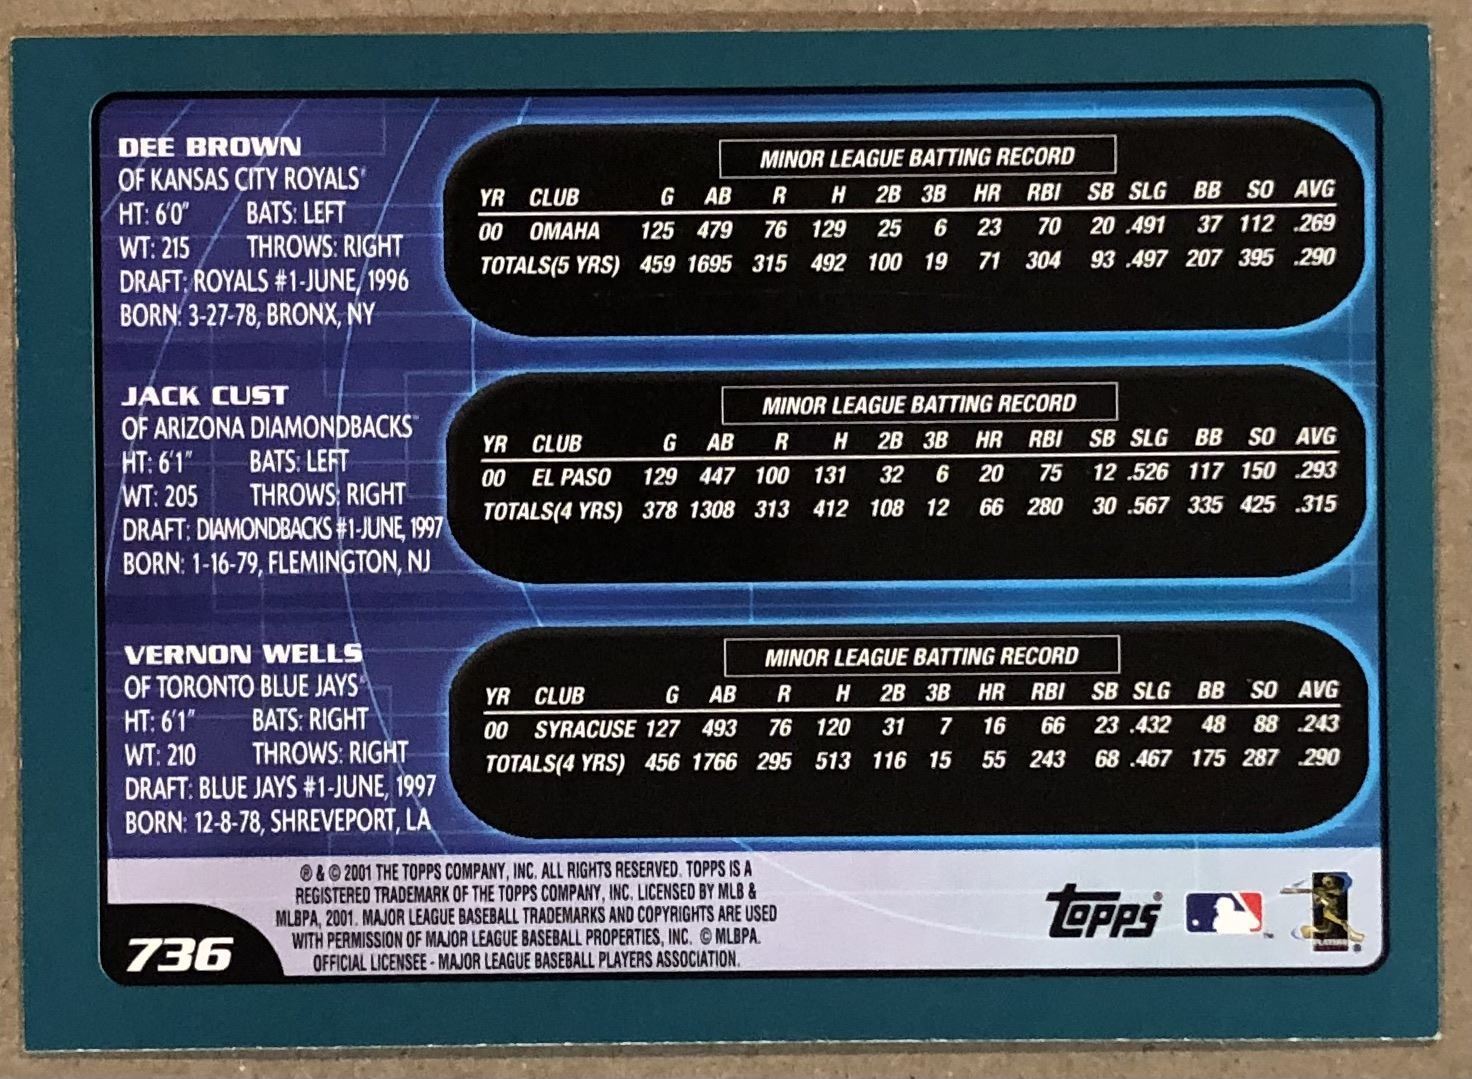 DEE BROWN
OF KANSAS CITY ROYALS
HT: 6'0" BATS: LEFT
WT: 215 THROWS: RIGHT
DRAFT: ROYALS #1-JUNE, 1996
BORN: 3-27-78, BRONX, NY
MINOR LEAGUE BATTING RECORD
YR CLUB G AB R H 2B 3B HR RBI SB SLG BB SO AVG
00 OMAHA 125 479 76 129 25 6 23 70 20 .491 37 112 .269
TOTALS(5 YRS) 459 1695 315 492 100 19 71 304 93 .497 207 395 .290
JACK CUST
OF ARIZONA DIAMONDBACKS™
HT: 6'1" BATS: LEFT
WT: 205 THROWS: RIGHT
DRAFT: DIAMONDBACKS #1-JUNE, 1997
BORN: 1-16-79, FLEMINGTON, NJ
MINOR LEAGUE BATTING RECORD
YR CLUB G AB R H 2B 3B HR RBI SB SLG BB SO AVG
00 EL PASO 129 447 100 131 32 6 20 75 12 .526 117 150 .293
TOTALS(4 YRS) 378 1308 313 412 108 12 66 280 30 .567 335 425 .315
VERNON WELLS
OF TORONTO BLUE JAYS
HT: 6'1" BATS: RIGHT
WT: 210 THROWS: RIGHT
DRAFT: BLUE JAYS #1-JUNE, 1997
BORN: 12-8-78, SHREVEPORT, LA
MINOR LEAGUE BATTING RECORD
YR CLUB G AB R H 2B 3B HR RBI SB SLG BB SO AVG
00 SYRACUSE 127 493 76 120 31 7 16 66 23 .432 48 88 .243
TOTALS(4 YRS) 456 1766 295 513 116 15 55 243 68 .467 175 287 .290
® & © 2001 THE TOPPS COMPANY, INC. ALL RIGHTS RESERVED. TOPPS IS A
REGISTERED TRADEMARK OF THE TOPPS COMPANY, INC. LICENSED BY MLB &
MLBPA, 2001. MAJOR LEAGUE BASEBALL TRADEMARKS AND COPYRIGHTS ARE USED
WITH PERMISSION OF MAJOR LEAGUE BASEBALL PROPERTIES, INC. © MLBPA.
OFFICIAL LICENSEE - MAJOR LEAGUE BASEBALL PLAYERS ASSOCIATION.
736
Topps®